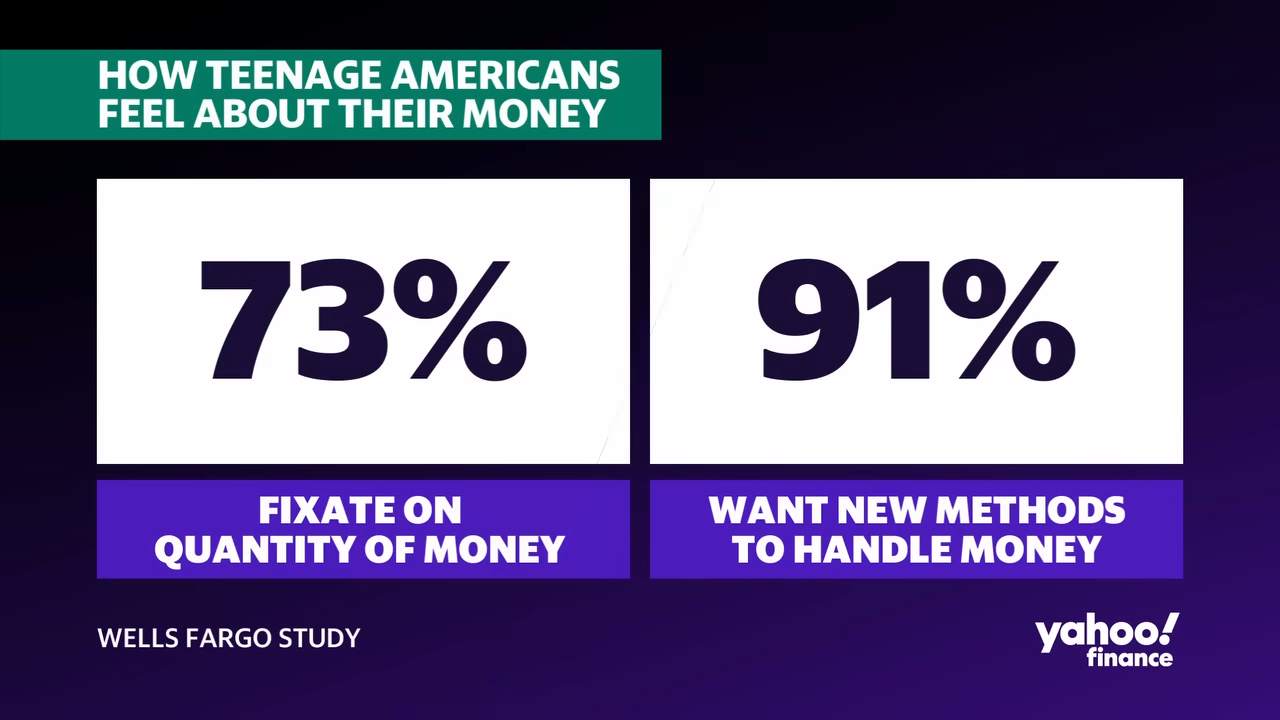 HOW TEENAGE AMERICANS
FEEL ABOUT THEIR MONEY
73%
91%
FIXATE ON
QUANTITY OF MONEY
WANT NEW METHODS
TO HANDLE MONEY
WELLS FARGO STUDY
yahoo!
finance